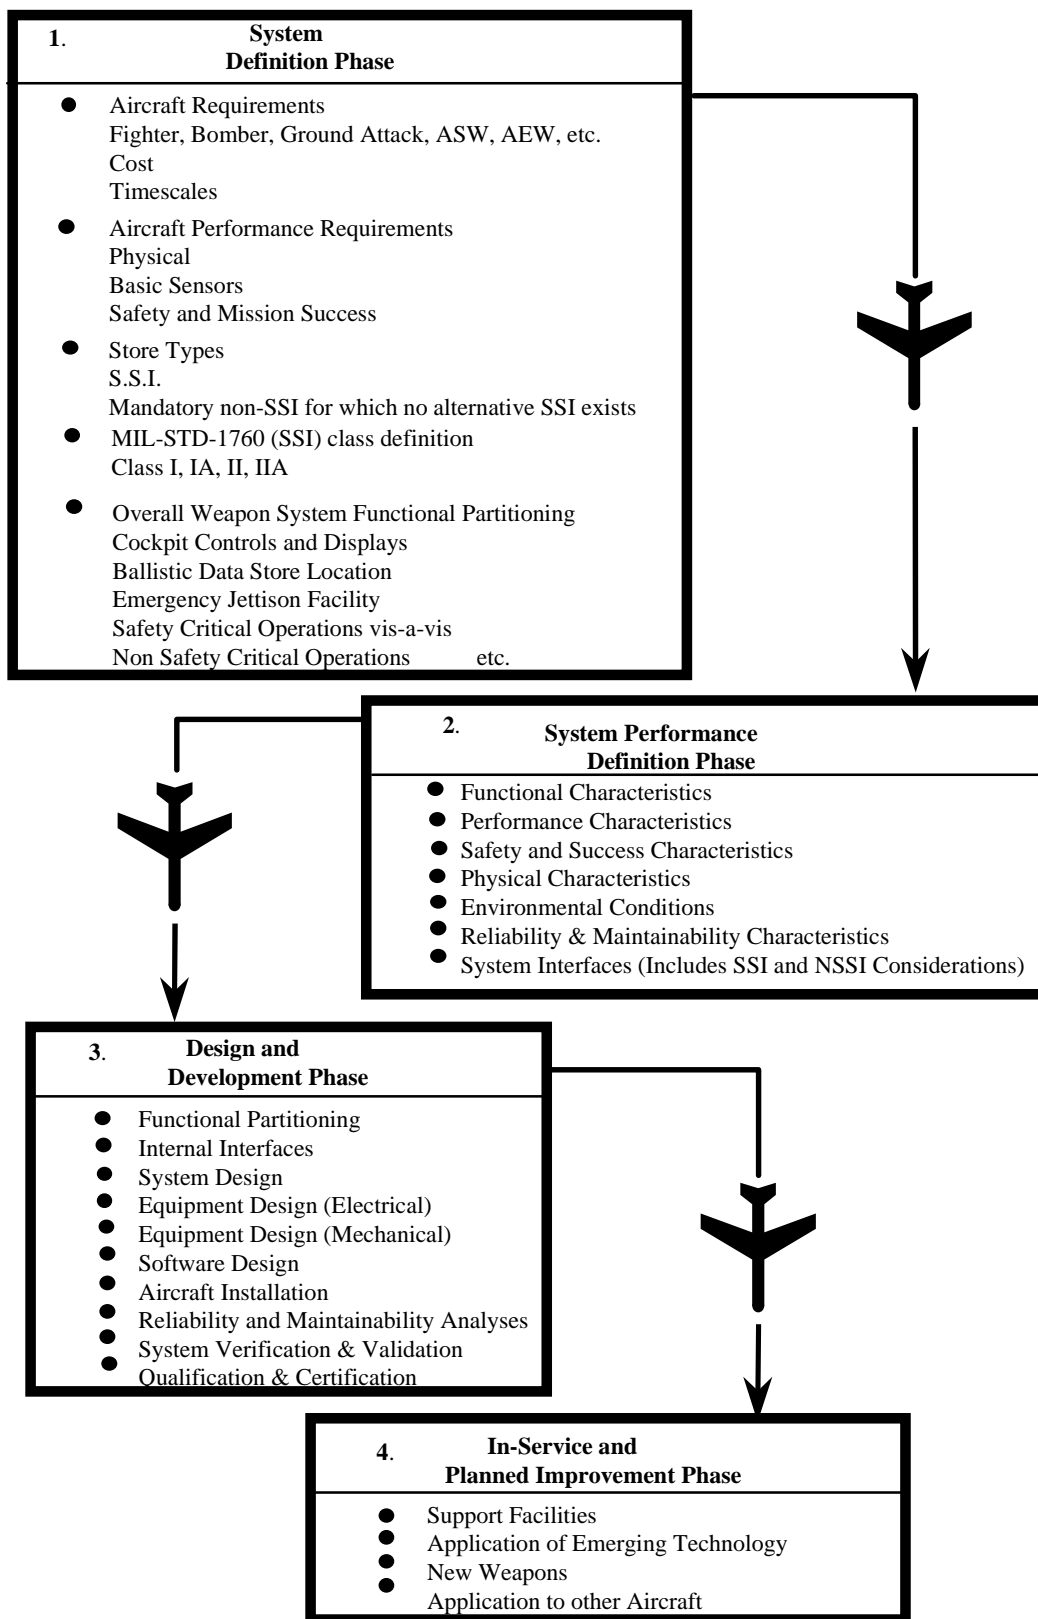 1. System
Definition Phase
● Aircraft Requirements
Fighter, Bomber, Ground Attack, ASW, AEW, etc.
Cost
Timescales
● Aircraft Performance Requirements
Physical
Basic Sensors
Safety and Mission Success
● Store Types
S.S.I.
Mandatory non-SSI for which no alternative SSI exists
● MIL-STD-1760 (SSI) class definition
Class I, IA, II, IIA
● Overall Weapon System Functional Partitioning
Cockpit Controls and Displays
Ballistic Data Store Location
Emergency Jettison Facility
Safety Critical Operations vis-a-vis
Non Safety Critical Operations etc.
2. System Performance
Definition Phase
● Functional Characteristics
● Performance Characteristics
● Safety and Success Characteristics
● Physical Characteristics
● Environmental Conditions
● Reliability & Maintainability Characteristics
● System Interfaces (Includes SSI and NSSI Considerations)
3. Design and
Development Phase
● Functional Partitioning
● Internal Interfaces
● System Design
● Equipment Design (Electrical)
● Equipment Design (Mechanical)
● Software Design
● Aircraft Installation
● Reliability and Maintainability Analyses
● System Verification & Validation
● Qualification & Certification
4. In-Service and
Planned Improvement Phase
● Support Facilities
● Application of Emerging Technology
● New Weapons
● Application to other Aircraft